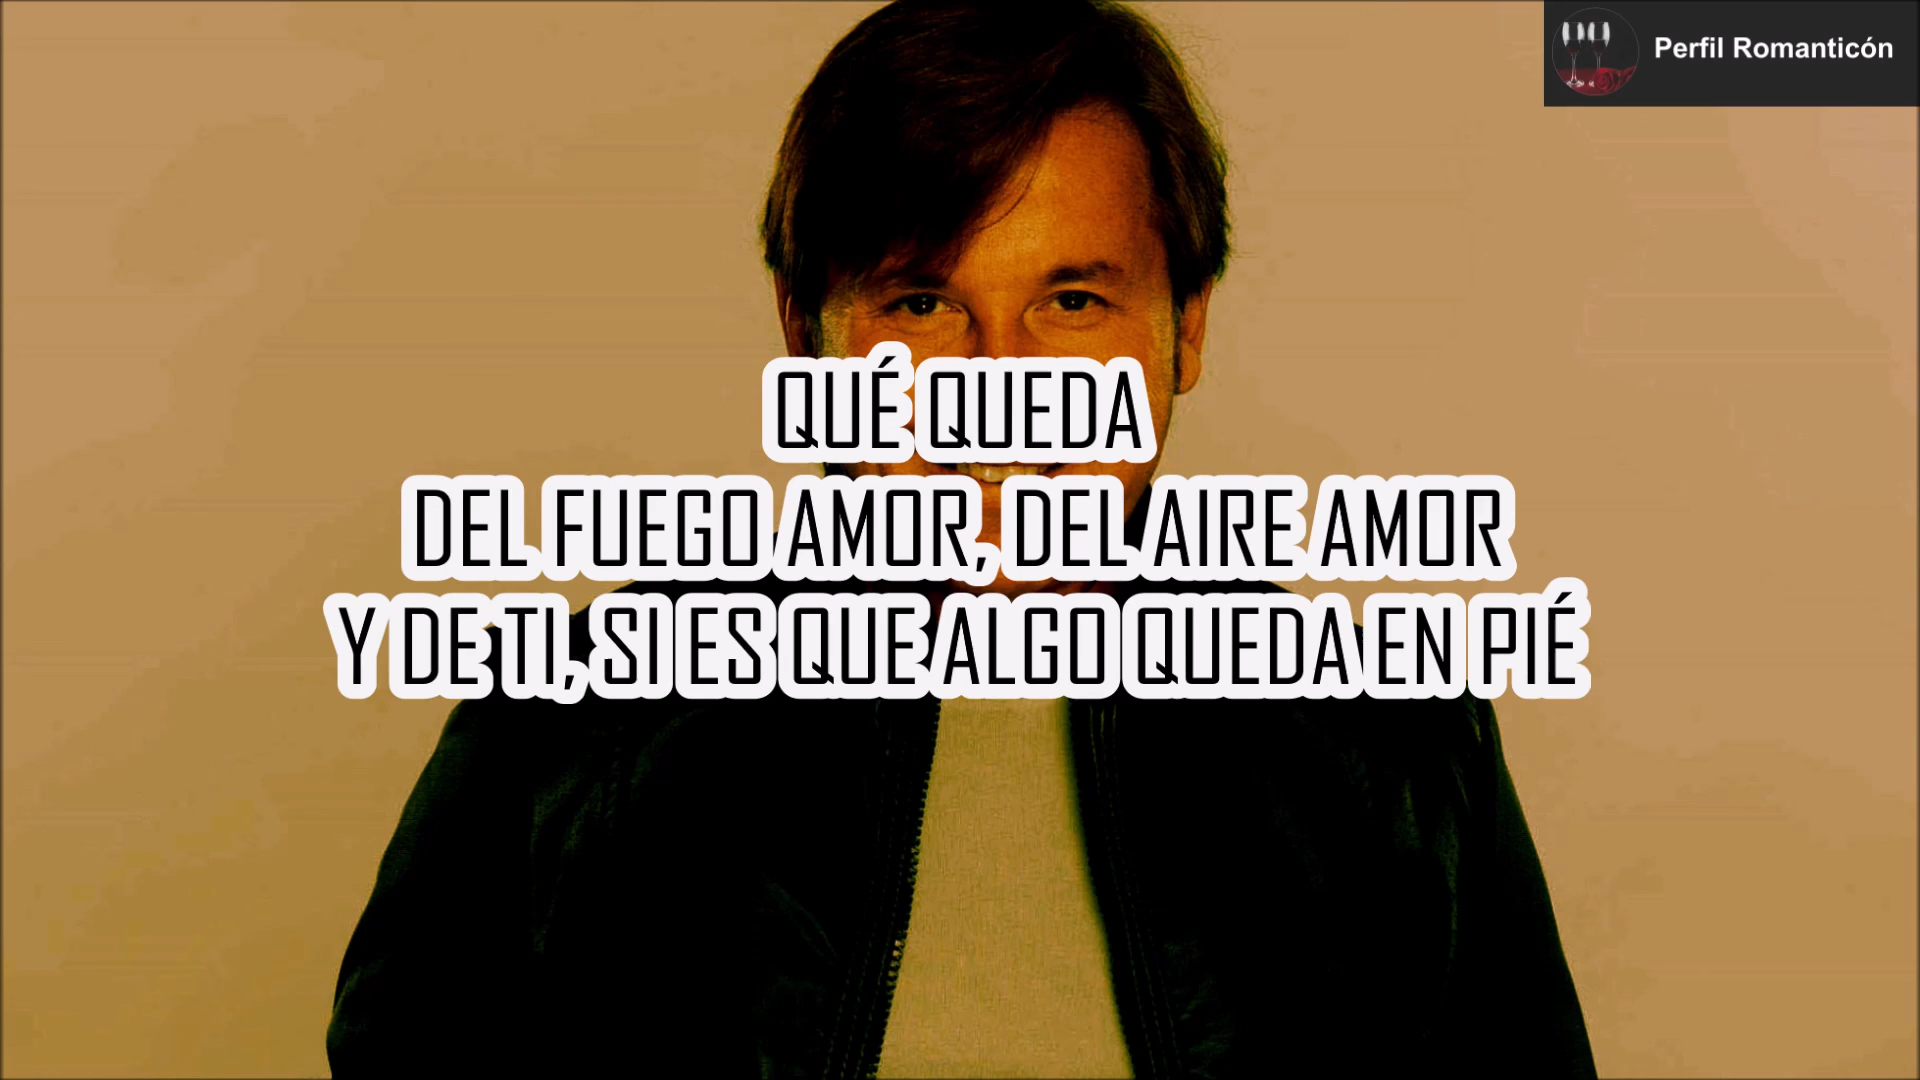 Perfil Romanticón
QUÉ QUEDA
DEL FUEGO AMOR, DEL AIRE AMOR
Y DE TI, SI ES QUE ALGO QUEDA EN PIÉ